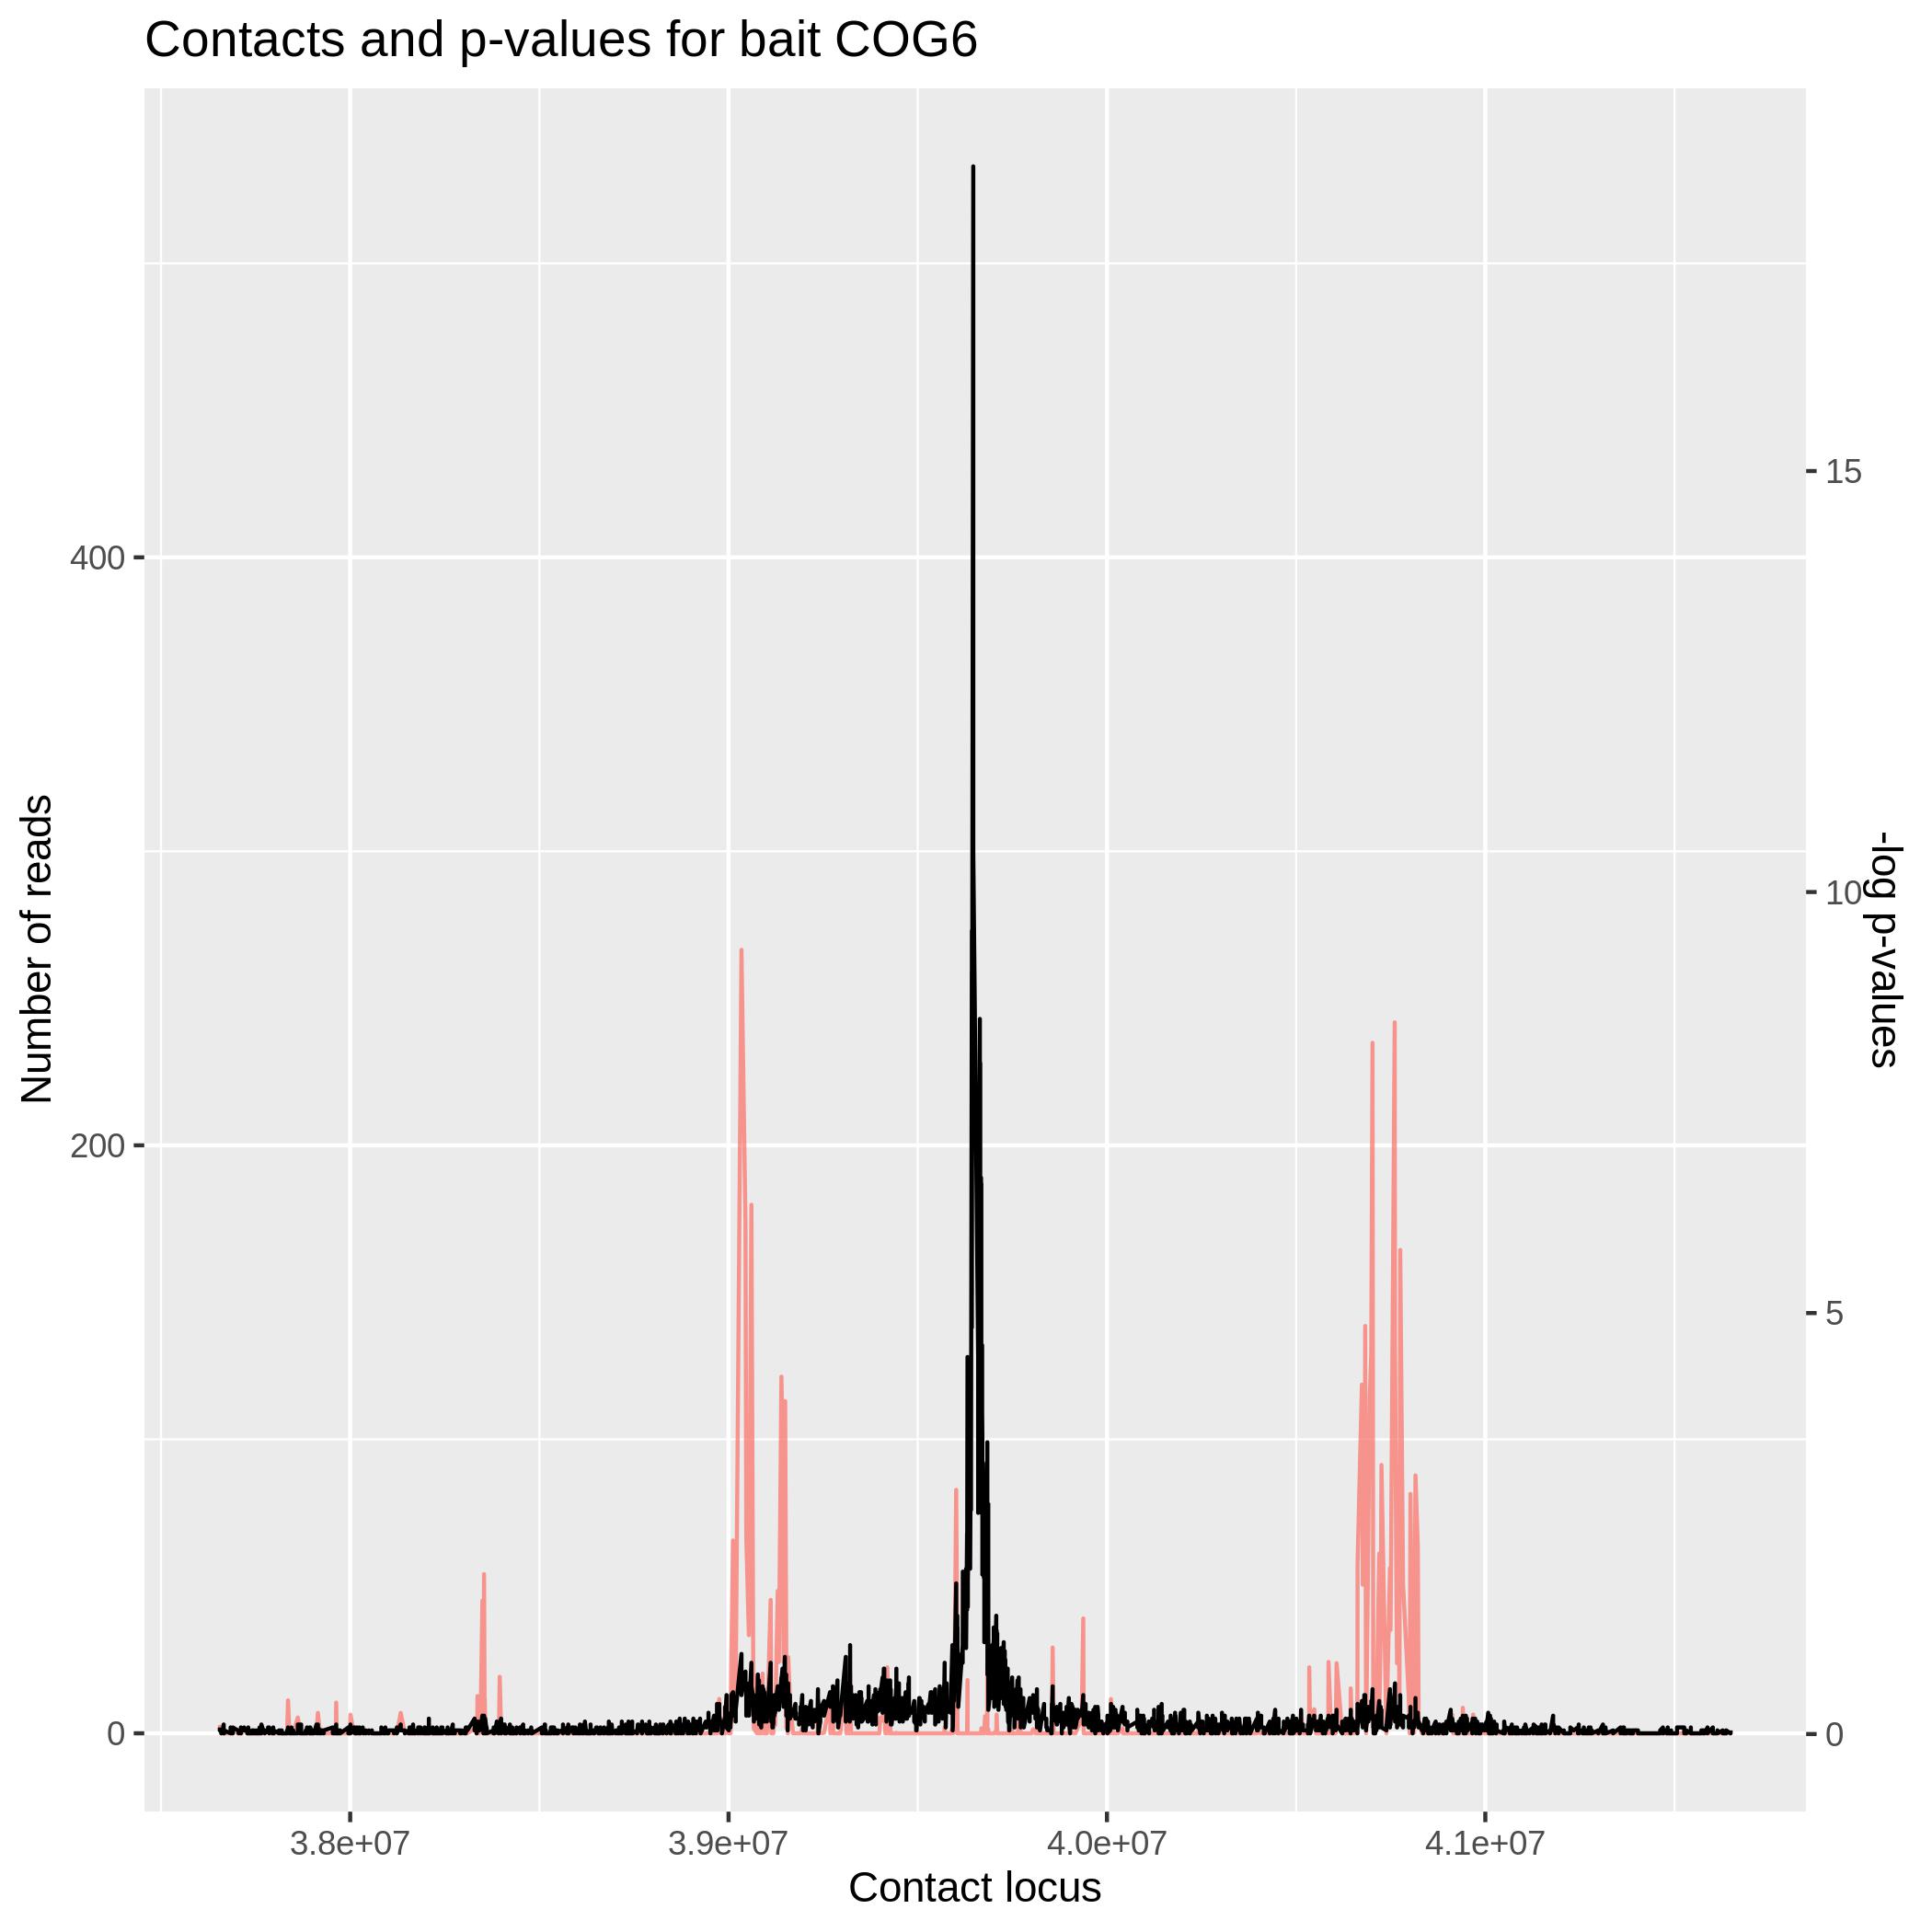 Contacts and p-values for bait COG6
Number of reads
400
200
0
15
10
5
0
-log p-values
3.8e+07
3.9e+07
4.0e+07
4.1e+07
Contact locus